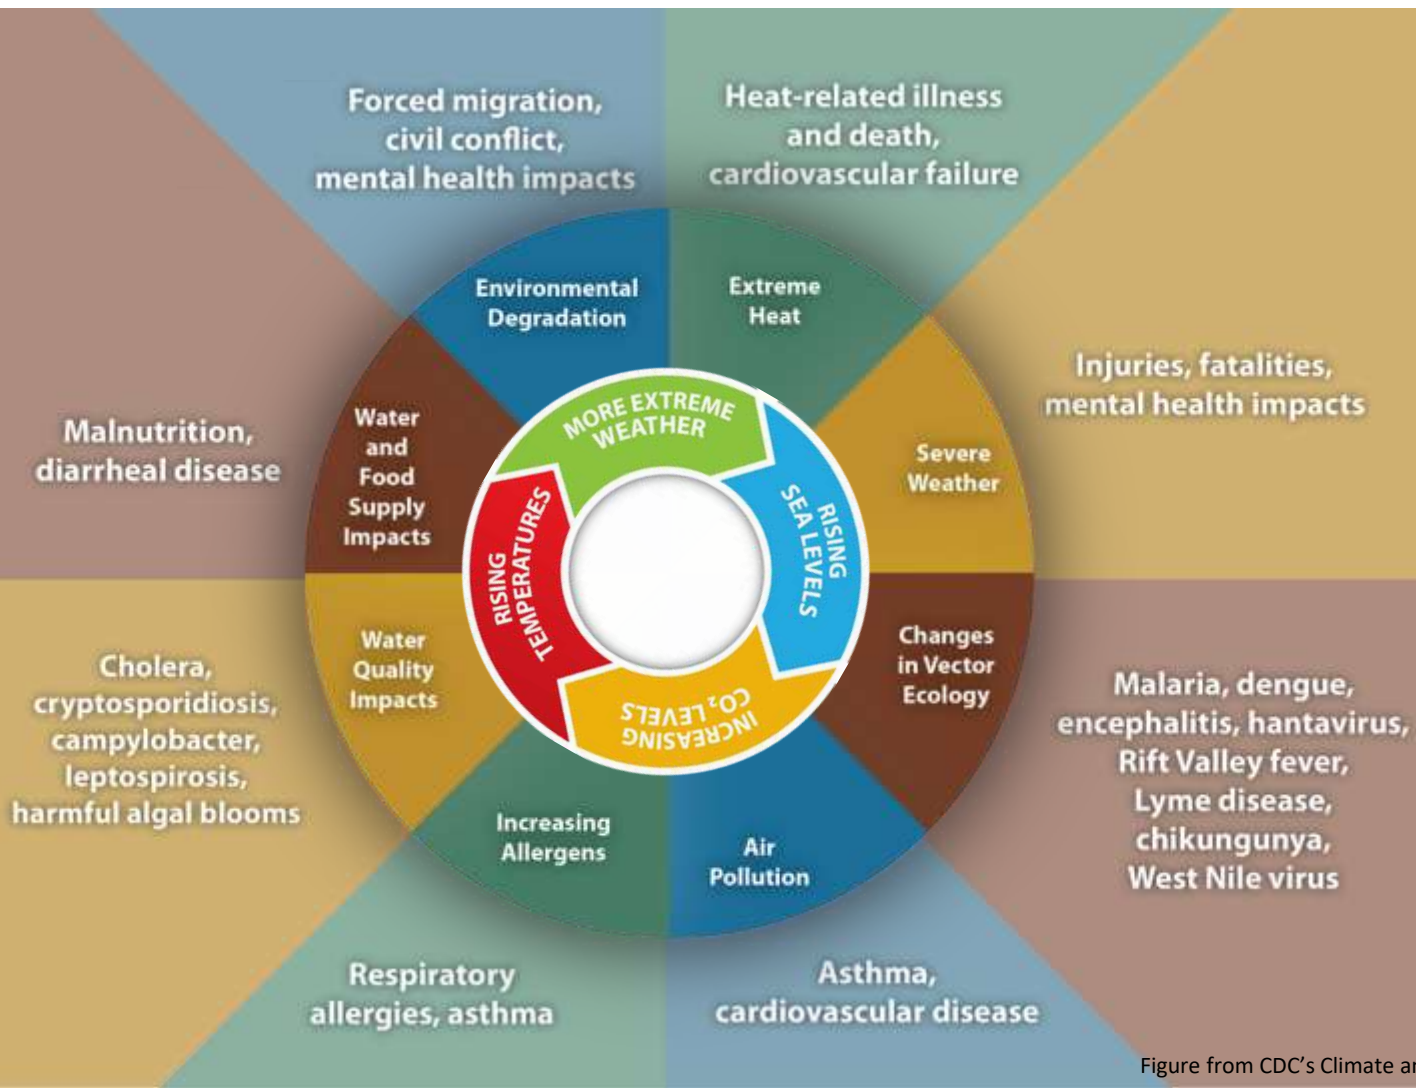 Forced migration,
civil conflict,
mental health impacts
Heat-related illness
and death,
cardiovascular failure
Environmental
Degradation
Extreme
Heat
Injuries, fatalities,
mental health impacts
Severe
Weather
Malnutrition,
diarrheal disease
Water
and
Food
Supply
Impacts
MORE EXTREME
WEATHER
RISING
SEA LEVELS
INCREASING
CO₂ LEVELS
RISING
TEMPERATURES
Water
Quality
Impacts
Changes
in Vector
Ecology
Cholera,
cryptosporidiosis,
campylobacter,
leptospirosis,
harmful algal blooms
Malaria, dengue,
encephalitis, hantavirus,
Rift Valley fever,
Lyme disease,
chikungunya,
West Nile virus
Increasing
Allergens
Air
Pollution
Respiratory
allergies, asthma
Asthma,
cardiovascular disease
Figure from CDC's Climate